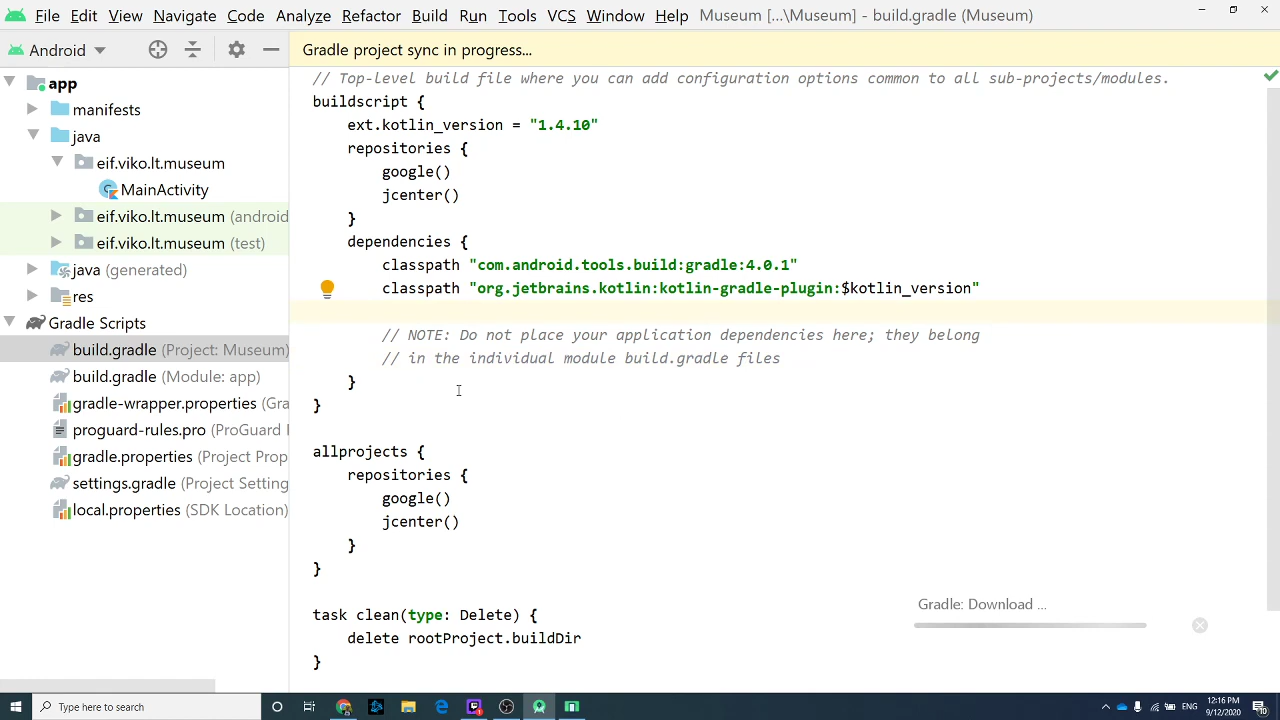 File Edit View Navigate Code Analyze Refactor Build Run Tools VCS Window Help Museum [...\Museum] - build.gradle (Museum)
Android
Gradle project sync in progress...
app
manifests
java
eif.viko.lt.museum
MainActivity
eif.viko.lt.museum (android
eif.viko.lt.museum (test)
java (generated)
res
Gradle Scripts
build.gradle (Project: Museum)
build.gradle (Module: app)
gradle-wrapper.properties (Gra
proguard-rules.pro (ProGuard
gradle.properties (Project Prop
settings.gradle (Project Setting
local.properties (SDK Location)
// Top-level build file where you can add configuration options common to all sub-projects/modules.
buildscript {
    ext.kotlin_version = "1.4.10"
    repositories {
        google()
        jcenter()
    }
    dependencies {
        classpath "com.android.tools.build:gradle:4.0.1"
        classpath "org.jetbrains.kotlin:kotlin-gradle-plugin:$kotlin_version"
        // NOTE: Do not place your application dependencies here; they belong
        // in the individual module build.gradle files
    }
}
allprojects {
    repositories {
        google()
        jcenter()
    }
}
task clean(type: Delete) {
    delete rootProject.buildDir
}
Gradle: Download ...
Type here to search
ENG
12:16 PM
9/12/2020